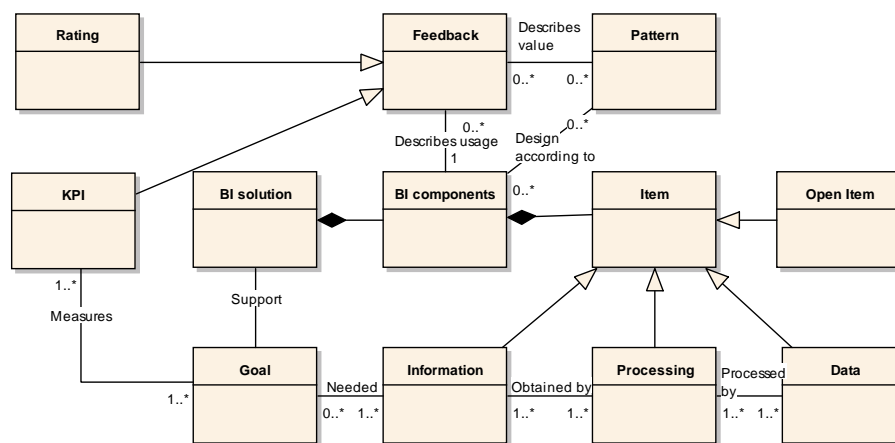 Rating
Feedback
Describes
value
Pattern
0..*
0..*
0..*
Describes usage
1
Design
according to
0..*
0..*
KPI
BI solution
BI components
Item
Open Item
1..*
Measures
Support
Goal
Information
Processing
Data
1..*
Needed
0..*
1..*
Obtained by
1..*
1..*
Processed
by
1..*
1..*